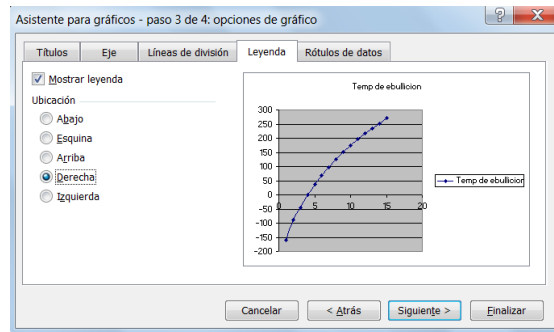 Asistente para gráficos - paso 3 de 4: opciones de gráfico
Títulos Eje Líneas de división Leyenda Rótulos de datos
Mostrar leyenda
Ubicación
Abajo
Esquina
Arriba
Derecha
Izquierda
Temp de ebullicion
300
250
200
150
100
50
0
-50
-100
-150
-200
0 5 10 15 20
Temp de ebullicion
Cancelar < Atrás Siguiente > Finalizar